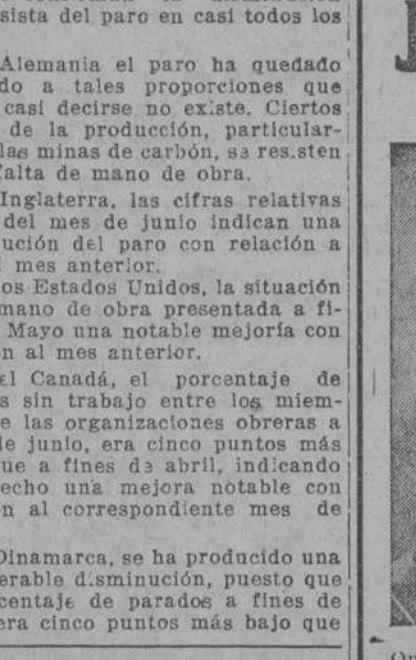 sista del paro en casi todos los
Alemania el paro ha quedado
do a tales proporciones que
casi decirse no existe. Ciertos
de la producción, particular-
las minas de carbón, se resisten
falta de mano de obra.
Inglaterra, las cifras relativas
del mes de junio indican una
ución del paro con relación a
mes anterior.
os Estados Unidos, la situación
mano de obra presentada a fi-
Mayo una notable mejoría con
n al mes anterior.
el Canadá, el porcentaje de
s sin trabajo entre los miem-
e las organizaciones obreras a
de junio, era cinco puntos más
ue a fines de abril, indicando
echo una mejora notable con
n al correspondiente mes de
Dinamarca, se ha producido una
erable disminución, puesto que
centaje de parados a fines de
era cinco puntos más bajo que